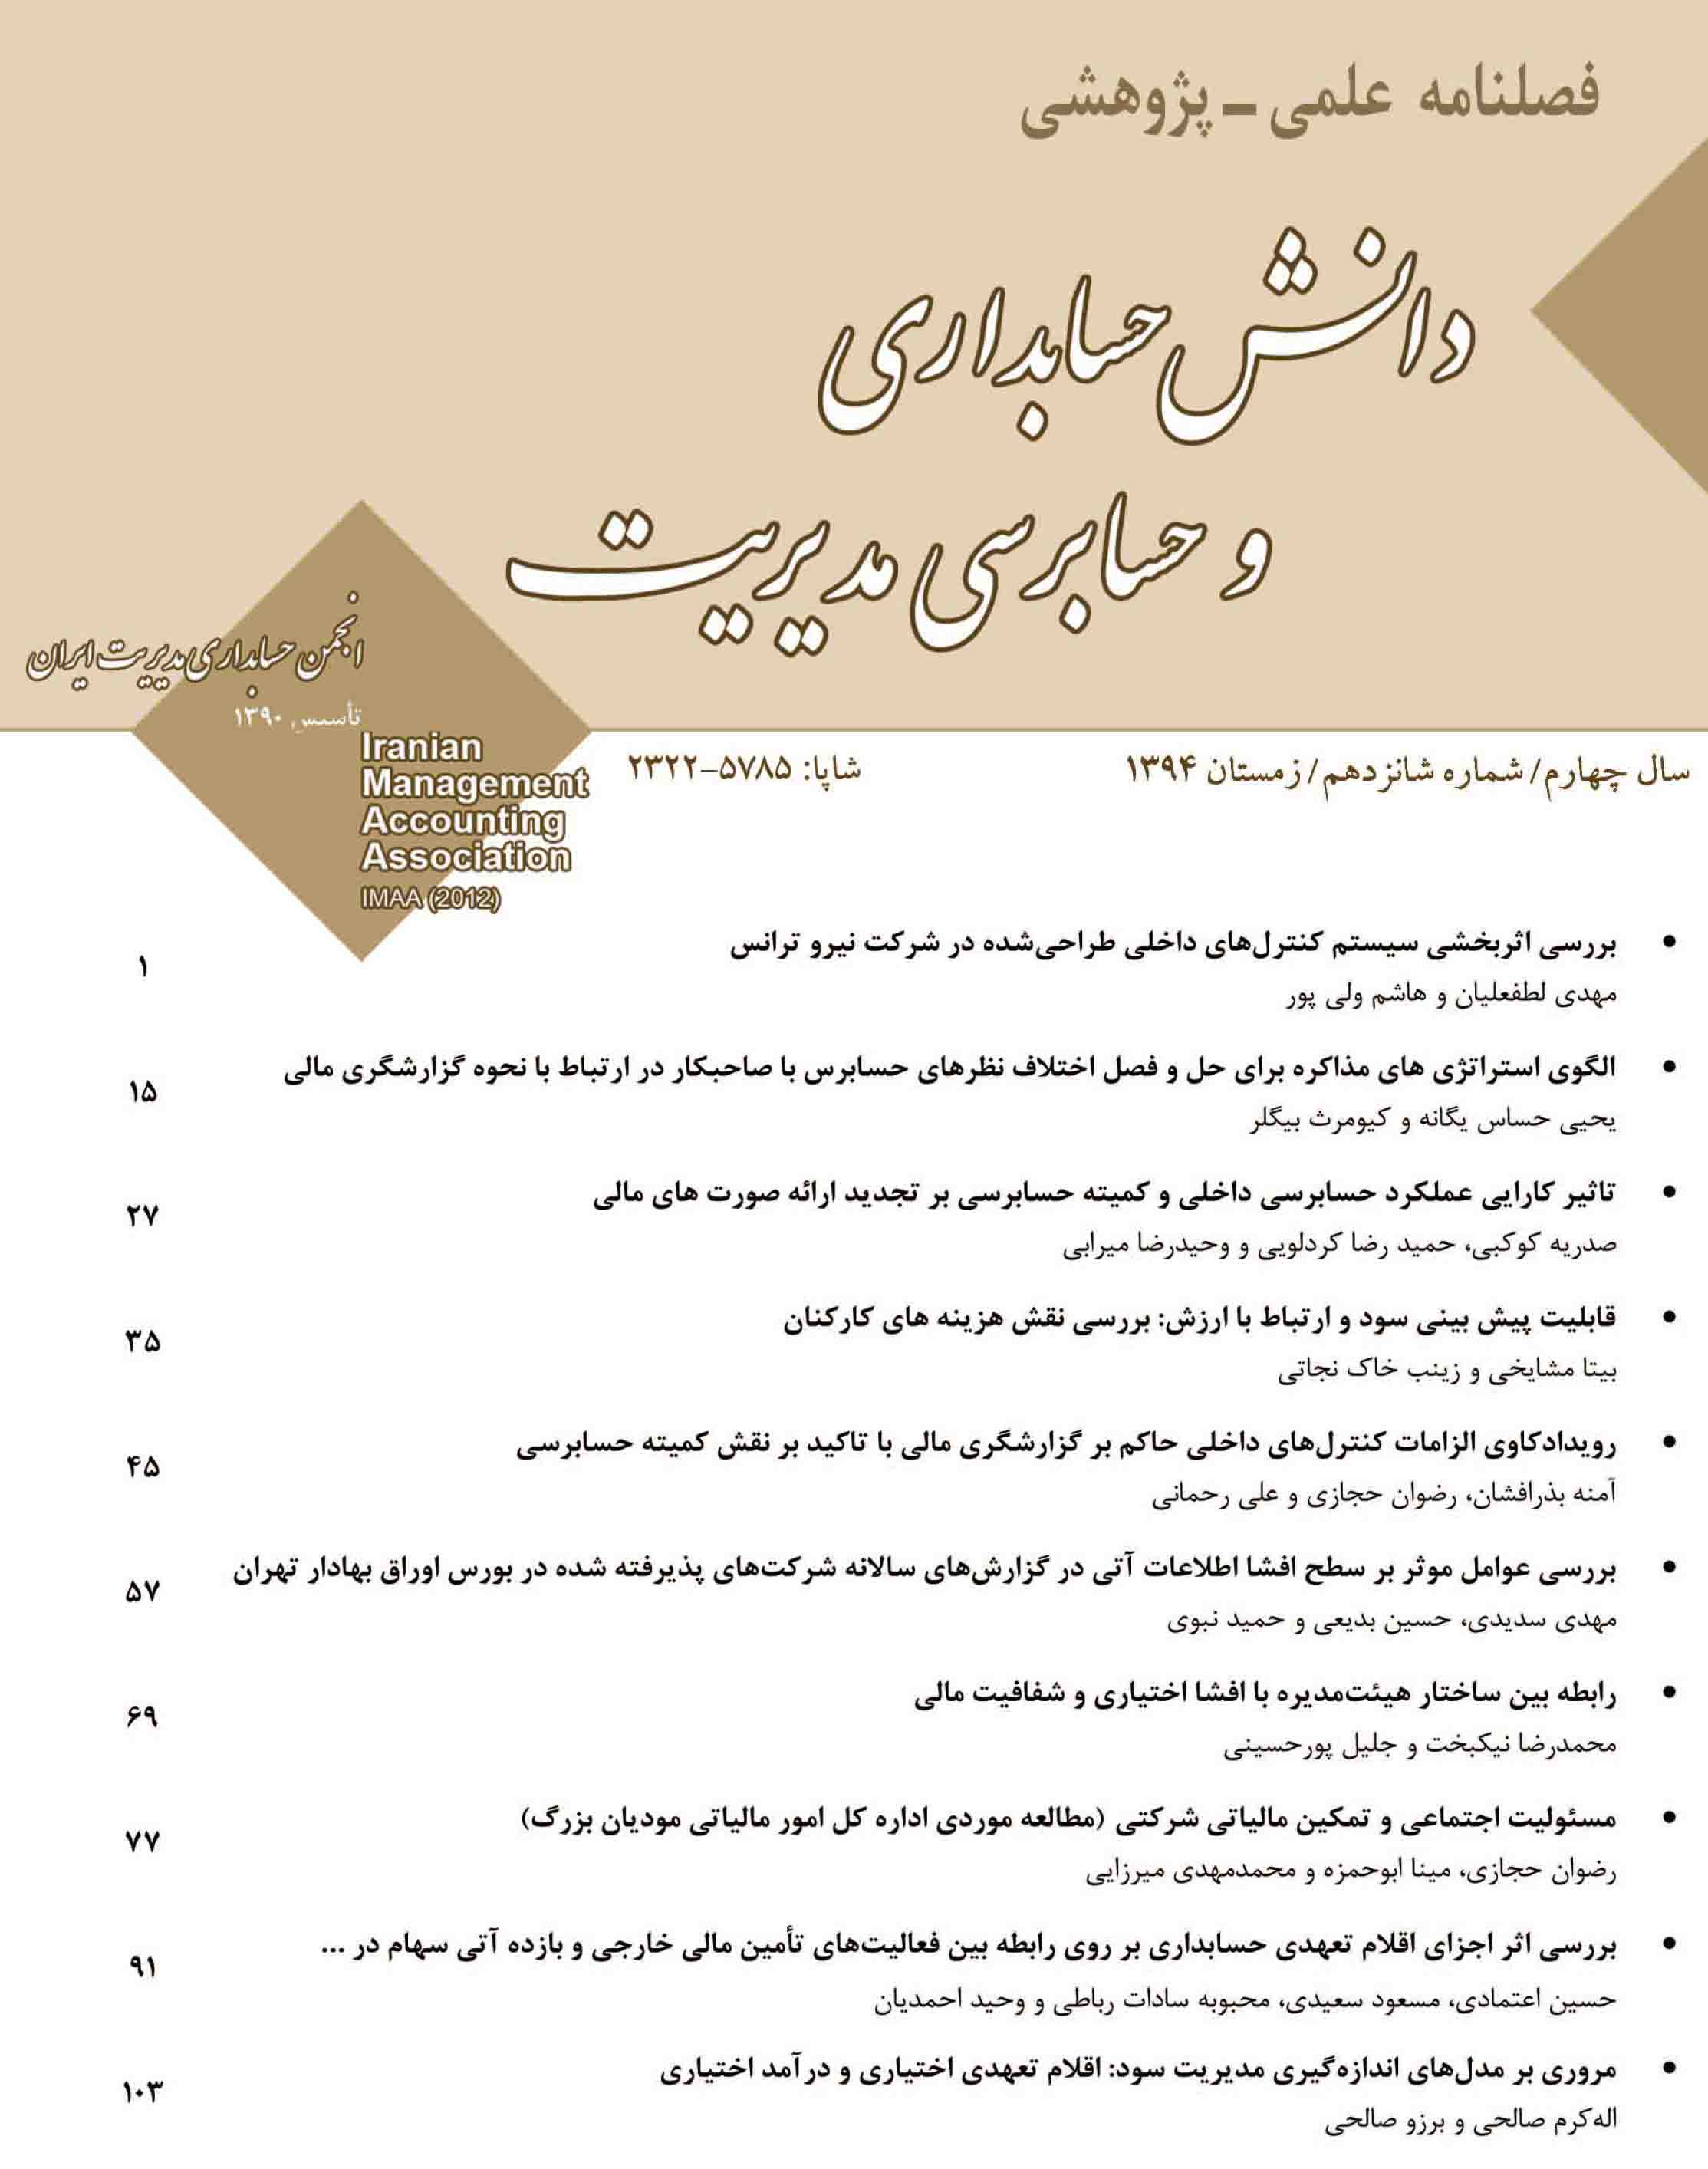 فصلنامه علمی ـ پژوهشی
دانش حسابداری
و حسابرسی مدیریت
انجمن حسابداری مدیریت ایران
تأسیس ۱۳۹۰
Iranian
Management
Accounting
Association
IMAA (2012)
سال چهارم/ شماره شانزدهم/ زمستان ۱۳۹۴
شاپا: ۵۷۸۵-۲۳۲۲
• بررسی اثربخشی سیستم کنترل‌های داخلی طراحی‌شده در شرکت نیرو ترانس
۱
مهدی لطفعلیان و هاشم ولی پور
• الگوی استراتژی های مذاکره برای حل و فصل اختلاف نظرهای حسابرس با صاحبکار در ارتباط با نحوه گزارشگری مالی
۱۵
یحیی حساس یگانه و کیومرث بیگلر
• تاثیر کارایی عملکرد حسابرسی داخلی و کمیته حسابرسی بر تجدید ارائه صورت های مالی
۲۷
صدریه کوکبی، حمید رضا کردلویی و وحیدرضا میرابی
• قابلیت پیش بینی سود و ارتباط با ارزش: بررسی نقش هزینه های کارکنان
۳۵
بیتا مشایخی و زینب خاک نجاتی
• رویدادکاوی الزامات کنترل‌های داخلی حاکم بر گزارشگری مالی با تاکید بر نقش کمیته حسابرسی
۴۵
آمنه بذرافشان، رضوان حجازی و علی رحمانی
• بررسی عوامل موثر بر سطح افشا اطلاعات آتی در گزارش‌های سالانه شرکت‌های پذیرفته شده در بورس اوراق بهادار تهران
۵۷
مهدی سدیدی، حسین بدیعی و حمید نبوی
• رابطه بین ساختار هیئت‌مدیره با افشا اختیاری و شفافیت مالی
۶۹
محمدرضا نیکبخت و جلیل پورحسینی
• مسئولیت اجتماعی و تمکین مالیاتی شرکتی (مطالعه موردی اداره کل امور مالیاتی مودیان بزرگ)
۷۷
رضوان حجازی، مینا ابوحمزه و محمدمهدی میرزایی
• بررسی اثر اجزای اقلام تعهدی حسابداری بر روی رابطه بین فعالیت‌های تأمین مالی خارجی و بازده آتی سهام در ...
۹۱
حسین اعتمادی، مسعود سعیدی، محبوبه سادات رباطی و وحید احمدیان
• مروری بر مدل‌های اندازه‌گیری مدیریت سود: اقلام تعهدی اختیاری و درآمد اختیاری
۱۰۳
اله‌کرم صالحی و برزو صالحی